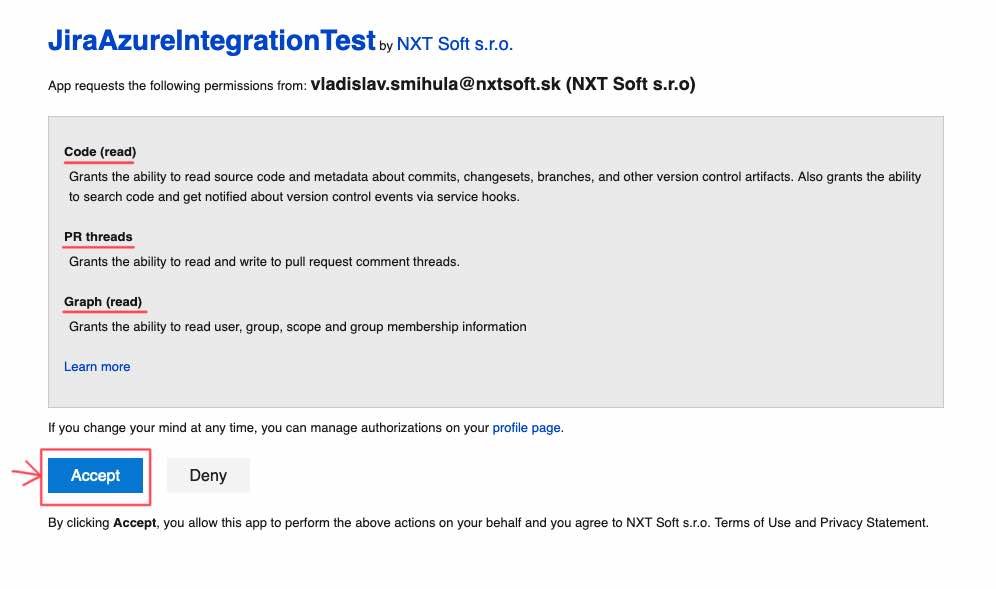 JiraAzureIntegrationTest by NXT Soft s.r.o.
App requests the following permissions from: vladislav.smihula@nxtsoft.sk (NXT Soft s.r.o)
Code (read)
Grants the ability to read source code and metadata about commits, changesets, branches, and other version control artifacts. Also grants the ability
to search code and get notified about version control events via service hooks.
PR threads
Grants the ability to read and write to pull request comment threads.
Graph (read)
Grants the ability to read user, group, scope and group membership information
Learn more
If you change your mind at any time, you can manage authorizations on your profile page.
Accept Deny
By clicking Accept, you allow this app to perform the above actions on your behalf and you agree to NXT Soft s.r.o. Terms of Use and Privacy Statement.